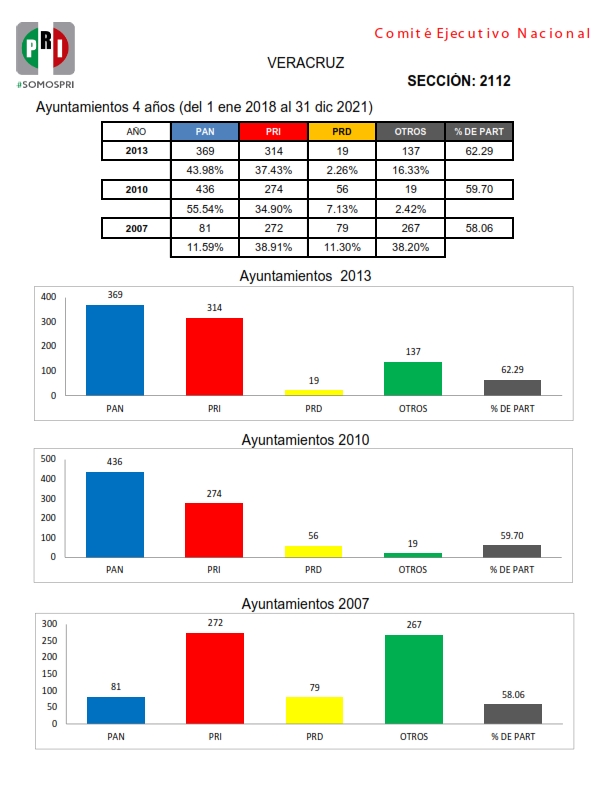 PRI
#SOMOSPRI
Comité Ejecutivo Nacional
VERACRUZ
SECCIÓN: 2112
Ayuntamientos 4 años (del 1 ene 2018 al 31 dic 2021)
AÑO PAN PRI PRD OTROS % DE PART
2013 369 314 19 137 62.29
43.98% 37.43% 2.26% 16.33%
2010 436 274 56 19 59.70
55.54% 34.90% 7.13% 2.42%
2007 81 272 79 267 58.06
11.59% 38.91% 11.30% 38.20%
Ayuntamientos 2013
400
300
200
100
0
369
314
19
137
62.29
PAN PRI PRD OTROS % DE PART
Ayuntamientos 2010
500
400
300
200
100
0
436
274
56
19
59.70
PAN PRI PRD OTROS % DE PART
Ayuntamientos 2007
300
250
200
150
100
50
0
81
272
79
267
58.06
PAN PRI PRD OTROS % DE PART